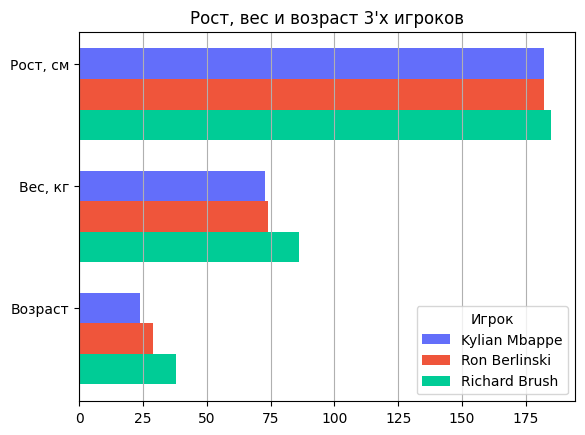 Рост, вес и возраст 3'х игроков
Рост, см
Вес, кг
Возраст
Игрок
Kylian Mbappe
Ron Berlinski
Richard Brush
0 25 50 75 100 125 150 175